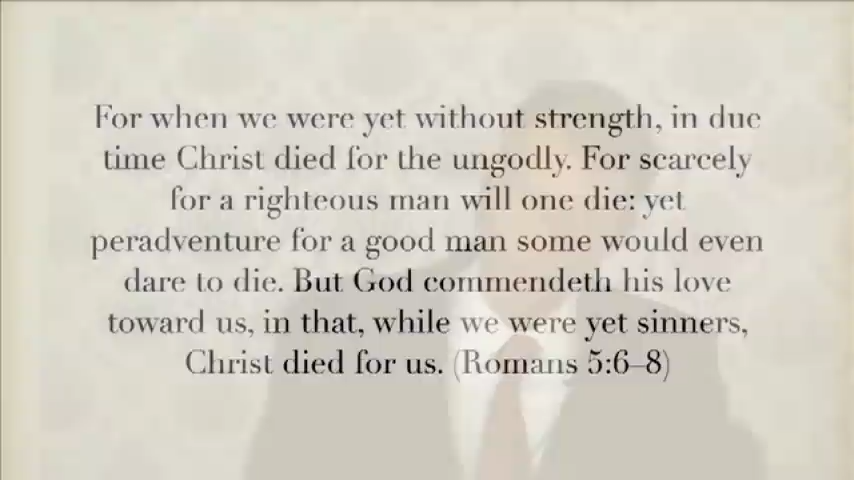 For when we were yet without strength, in due
time Christ died for the ungodly. For scarcely
for a righteous man will one die: yet
peradventure for a good man some would even
dare to die. But God commendeth his love
toward us, in that, while we were yet sinners,
Christ died for us. (Romans 5:6–8)